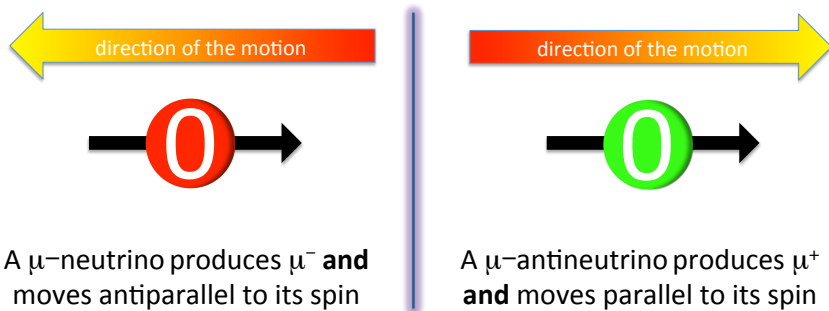 direction of the motion
direction of the motion
0
0
A μ–neutrino produces μ⁻ and
moves antiparallel to its spin
A μ–antineutrino produces μ⁺
and moves parallel to its spin